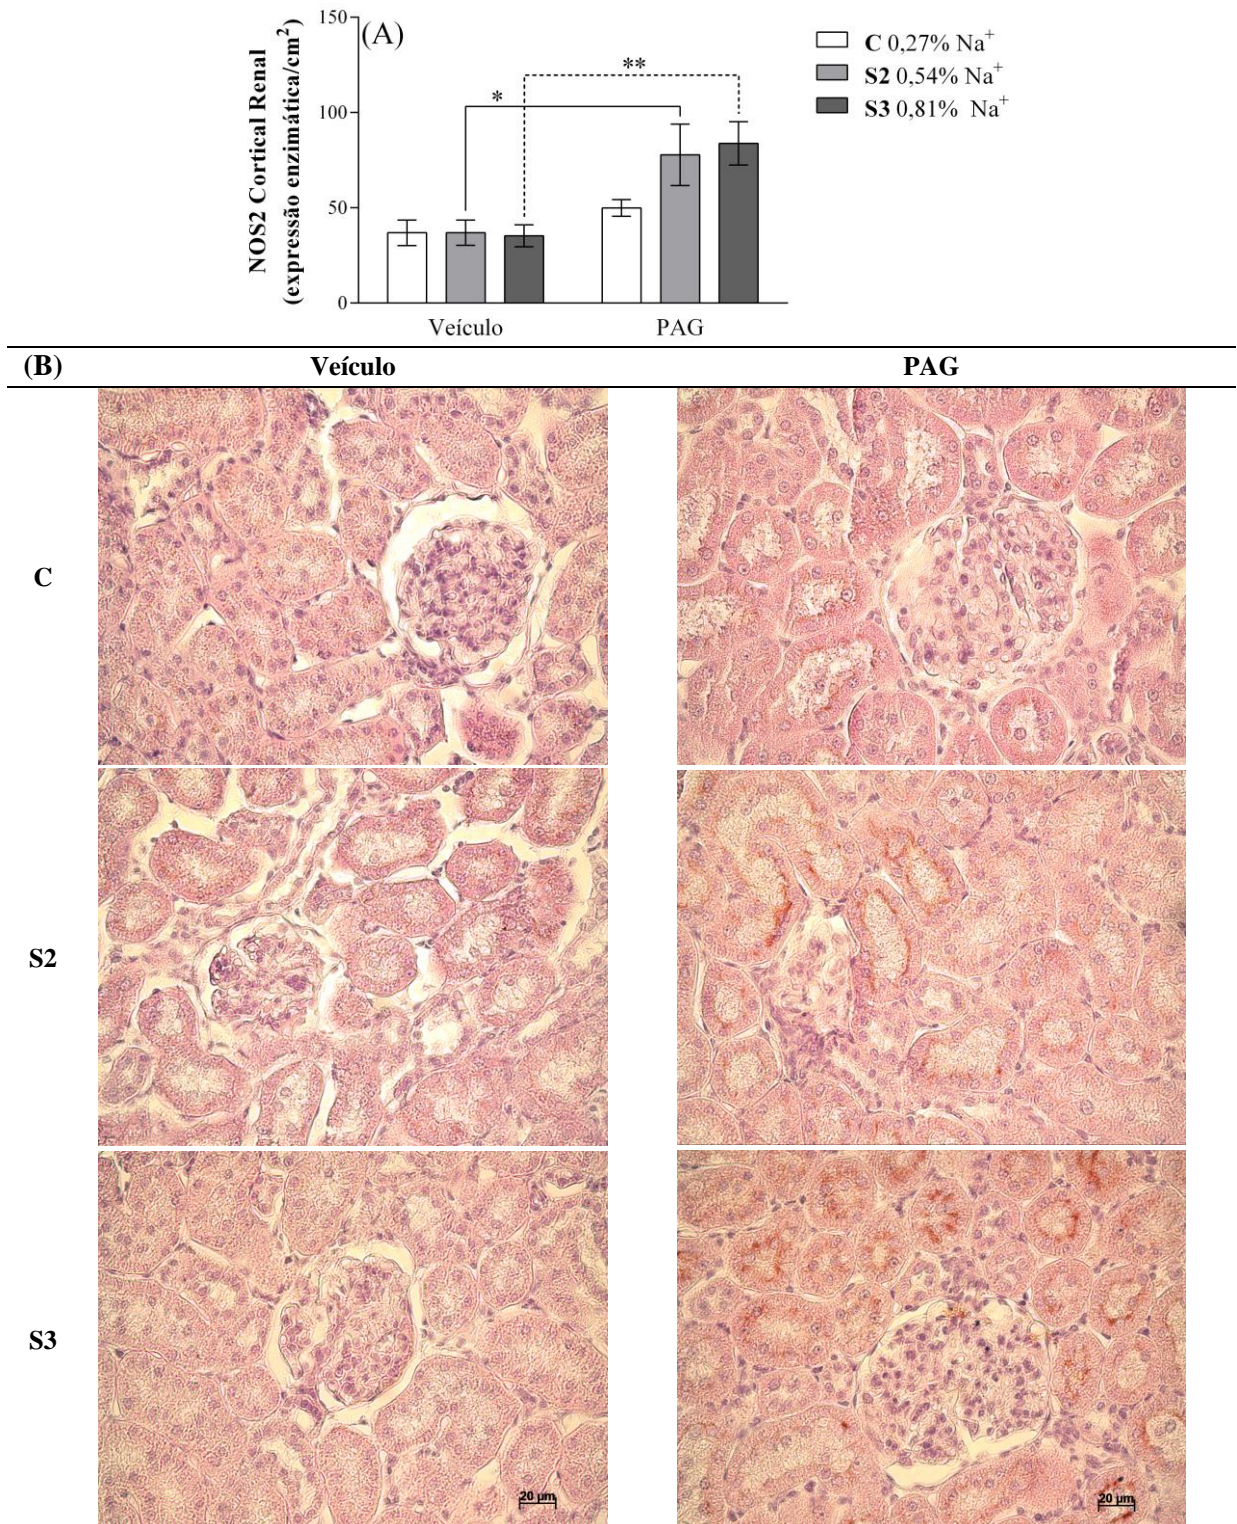 150
(A)
100
50
0
NOS2 Cortical Renal
(expressão enzimática/cm²)
*
**
Veículo
PAG
C 0,27% Na⁺
S2 0,54% Na⁺
S3 0,81% Na⁺
(B) Veículo PAG
C
S2
S3
20 µm
20 µm